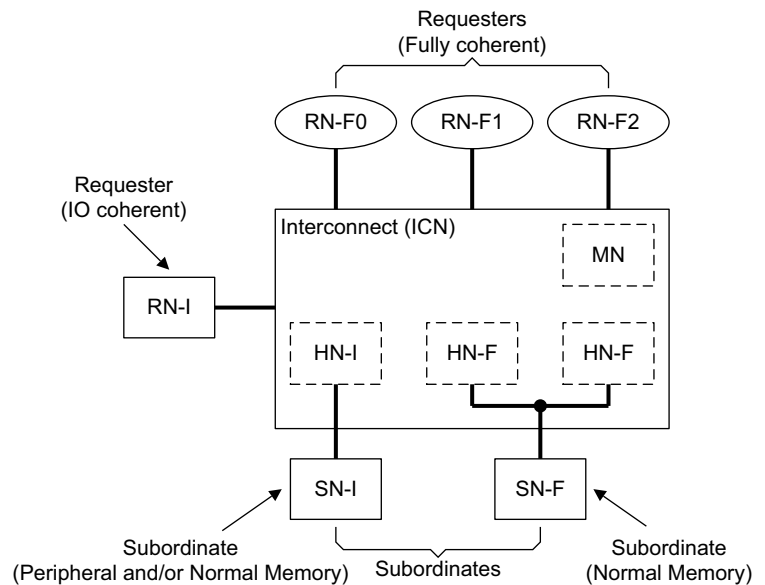 Requesters
(Fully coherent)
RN-F0
RN-F1
RN-F2
Requester
(IO coherent)
Interconnect (ICN)
MN
RN-I
HN-I
HN-F
HN-F
SN-I
SN-F
Subordinate
(Peripheral and/or Normal Memory)
Subordinates
Subordinate
(Normal Memory)